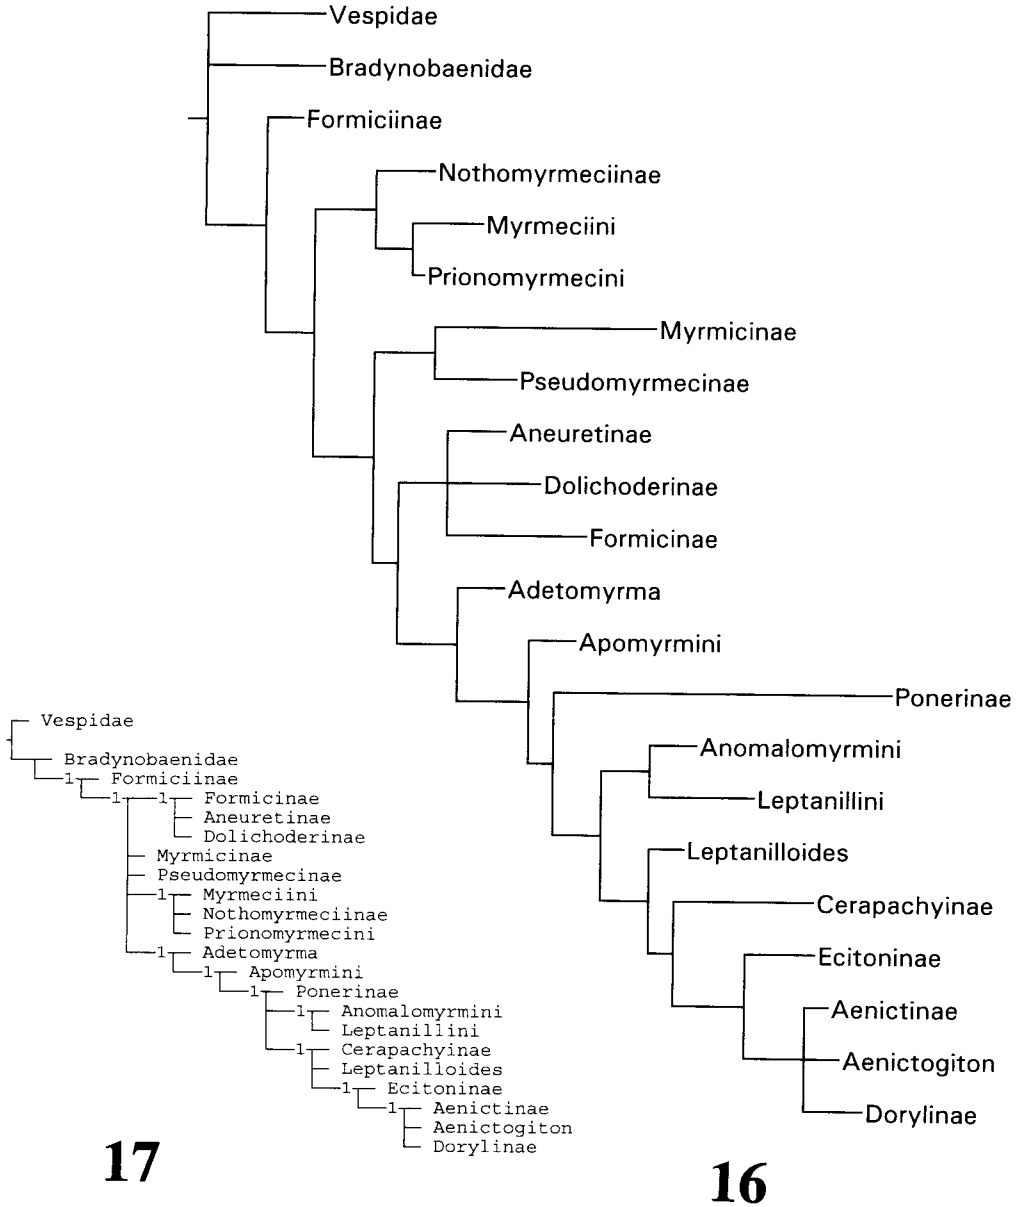 Vespidae
Bradynobaenidae
Formiciinae
Nothomyrmeciinae
Myrmeciini
Prionomyrmecini
Myrmicinae
Pseudomyrmecinae
Aneuretinae
Dolichoderinae
Formicinae
Adetomyrma
Apomyrmini
Ponerinae
Anomalomyrmini
Leptanillini
Leptanilloides
Cerapachyinae
Ecitoninae
Aenictinae
Aenictogiton
Dorylinae
16
Vespidae
Bradynobaenidae
1 Formiciinae
1 1 Formicinae
Aneuretinae
Dolichoderinae
Myrmicinae
Pseudomyrmecinae
1 Myrmeciini
Nothomyrmeciinae
Prionomyrmecini
1 Adetomyrma
1 Apomyrmini
1 Ponerinae
1 Anomalomyrmini
Leptanillini
1 Cerapachyinae
Leptanilloides
1 Ecitoninae
1 Aenictinae
Aenictogiton
Dorylinae
17